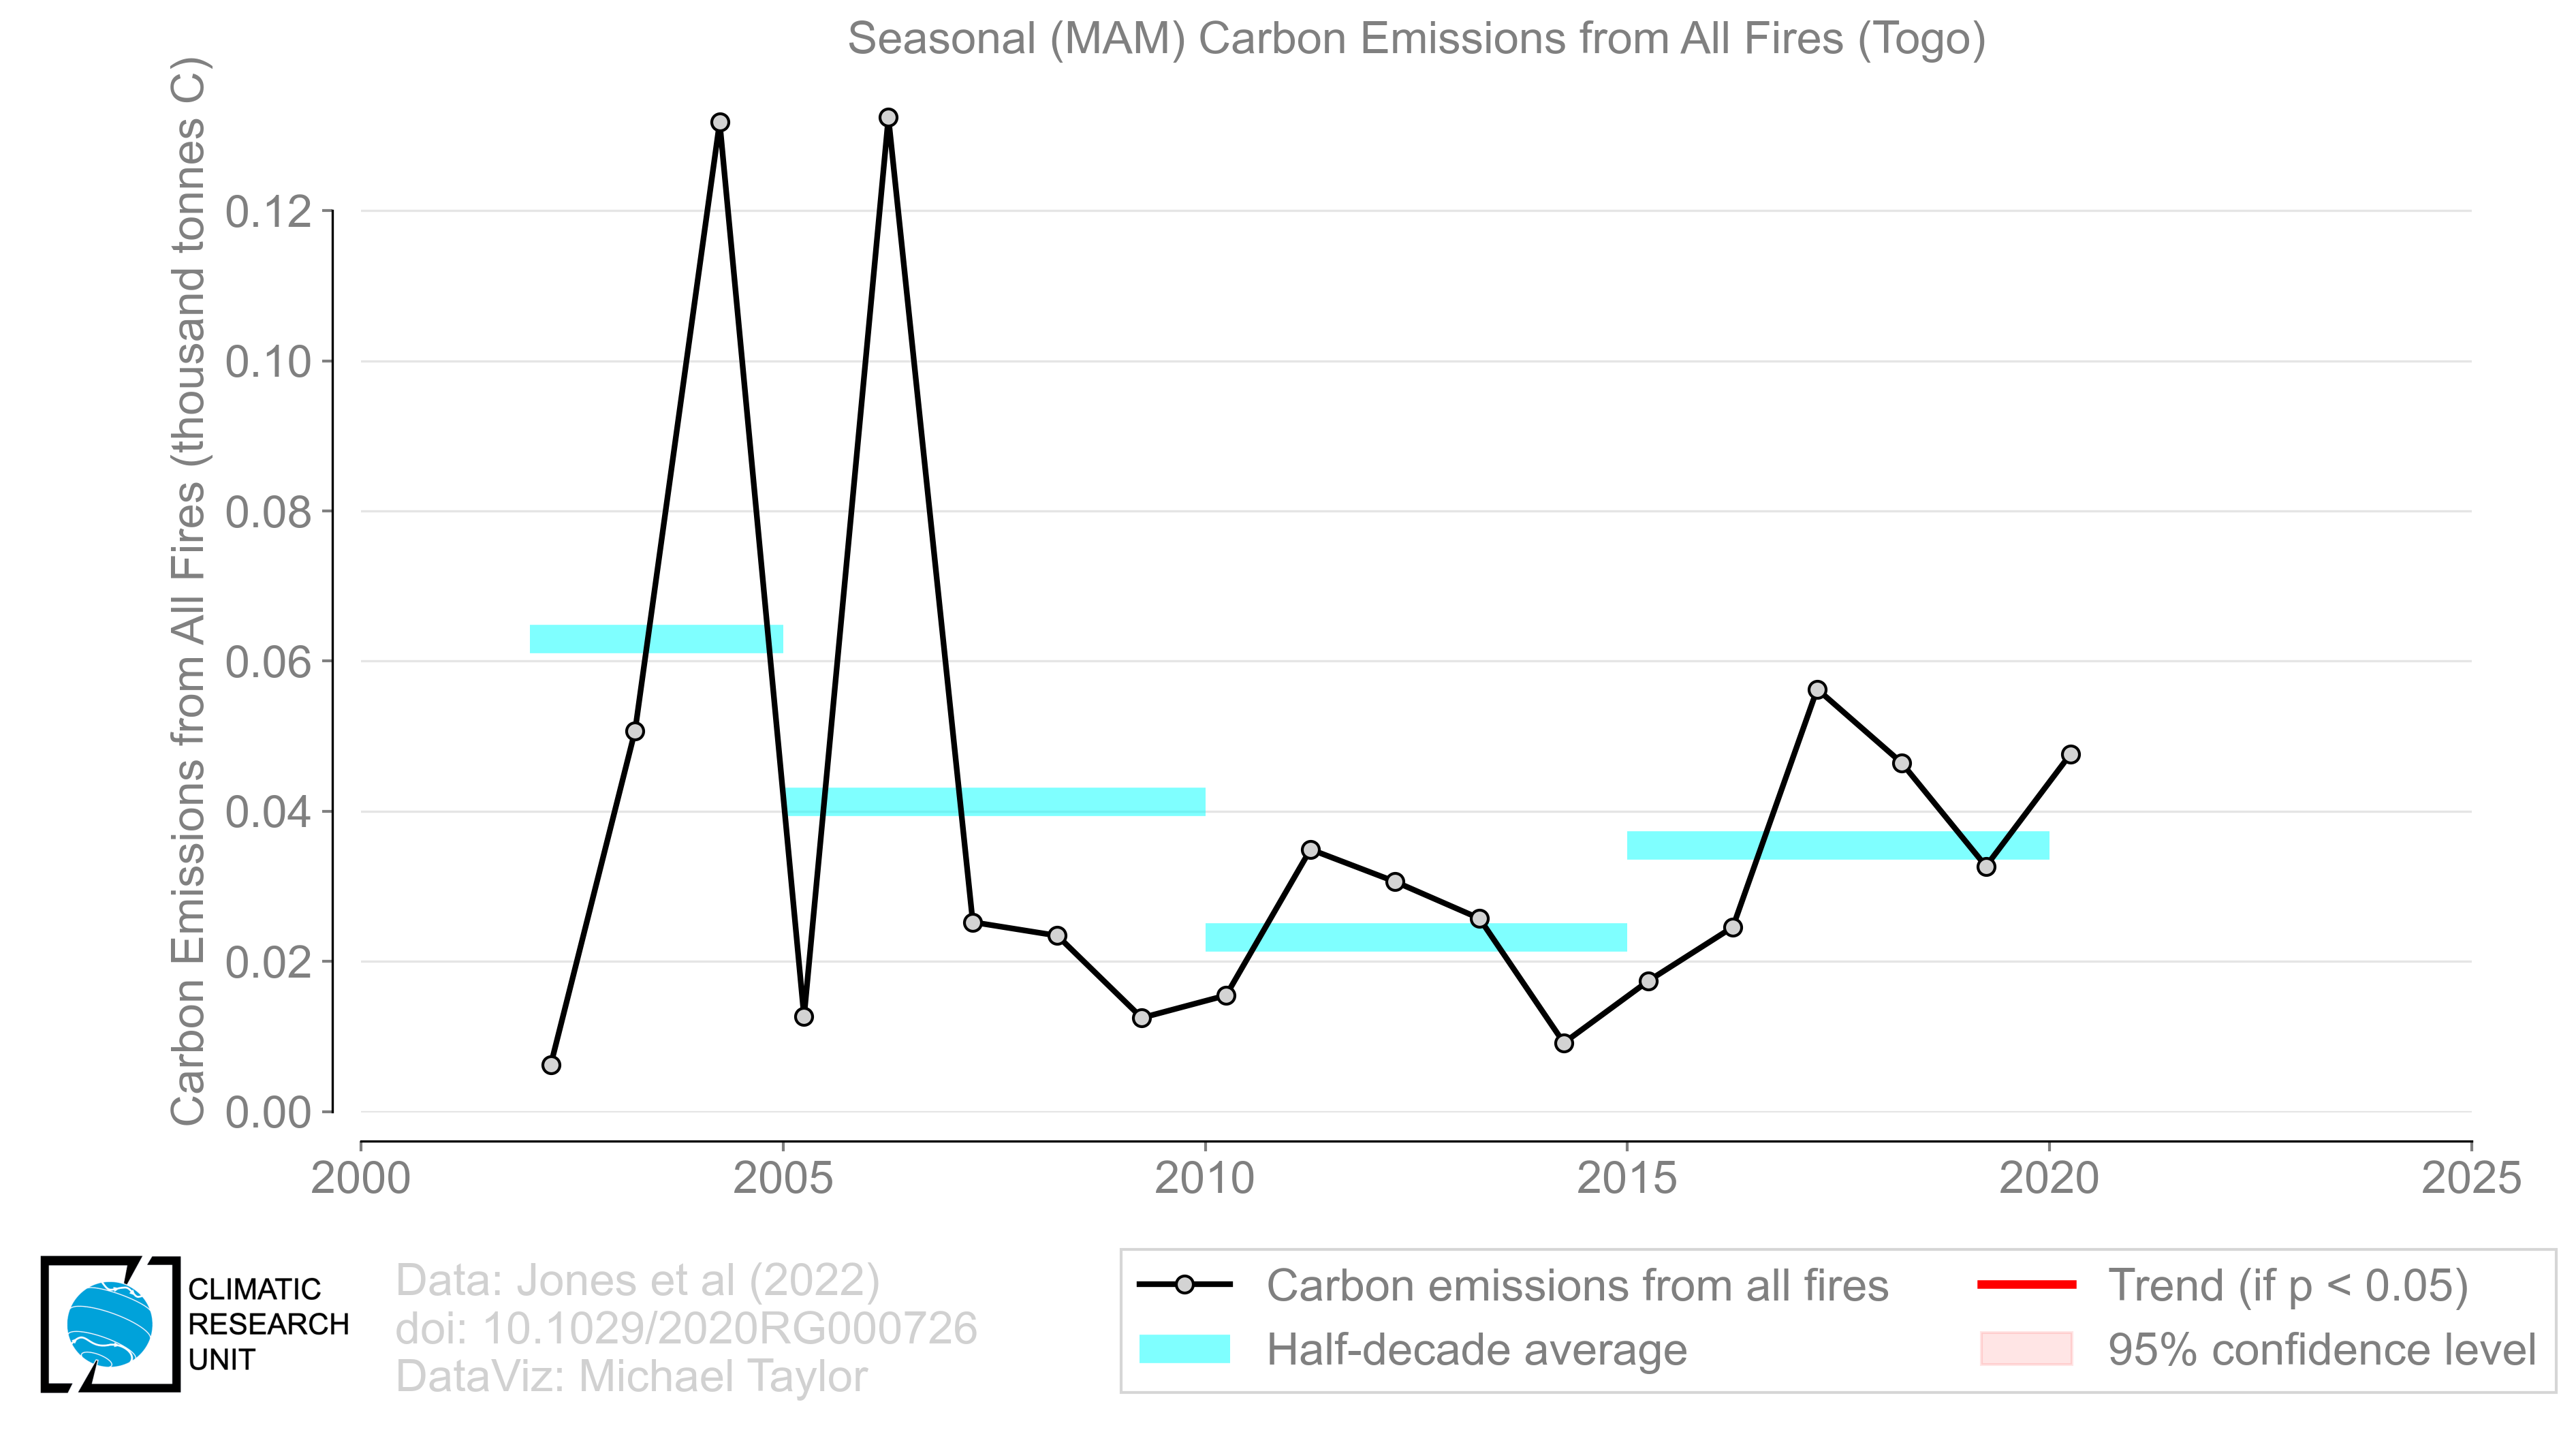 Seasonal (MAM) Carbon Emissions from All Fires (Togo)
Carbon Emissions from All Fires (thousand tonnes C)
0.12
0.10
0.08
0.06
0.04
0.02
0.00
2000 2005 2010 2015 2020 2025
CLIMATIC
RESEARCH
UNIT
Data: Jones et al (2022)
doi: 10.1029/2020RG000726
DataViz: Michael Taylor
Carbon emissions from all fires
Half-decade average
Trend (if p < 0.05)
95% confidence level